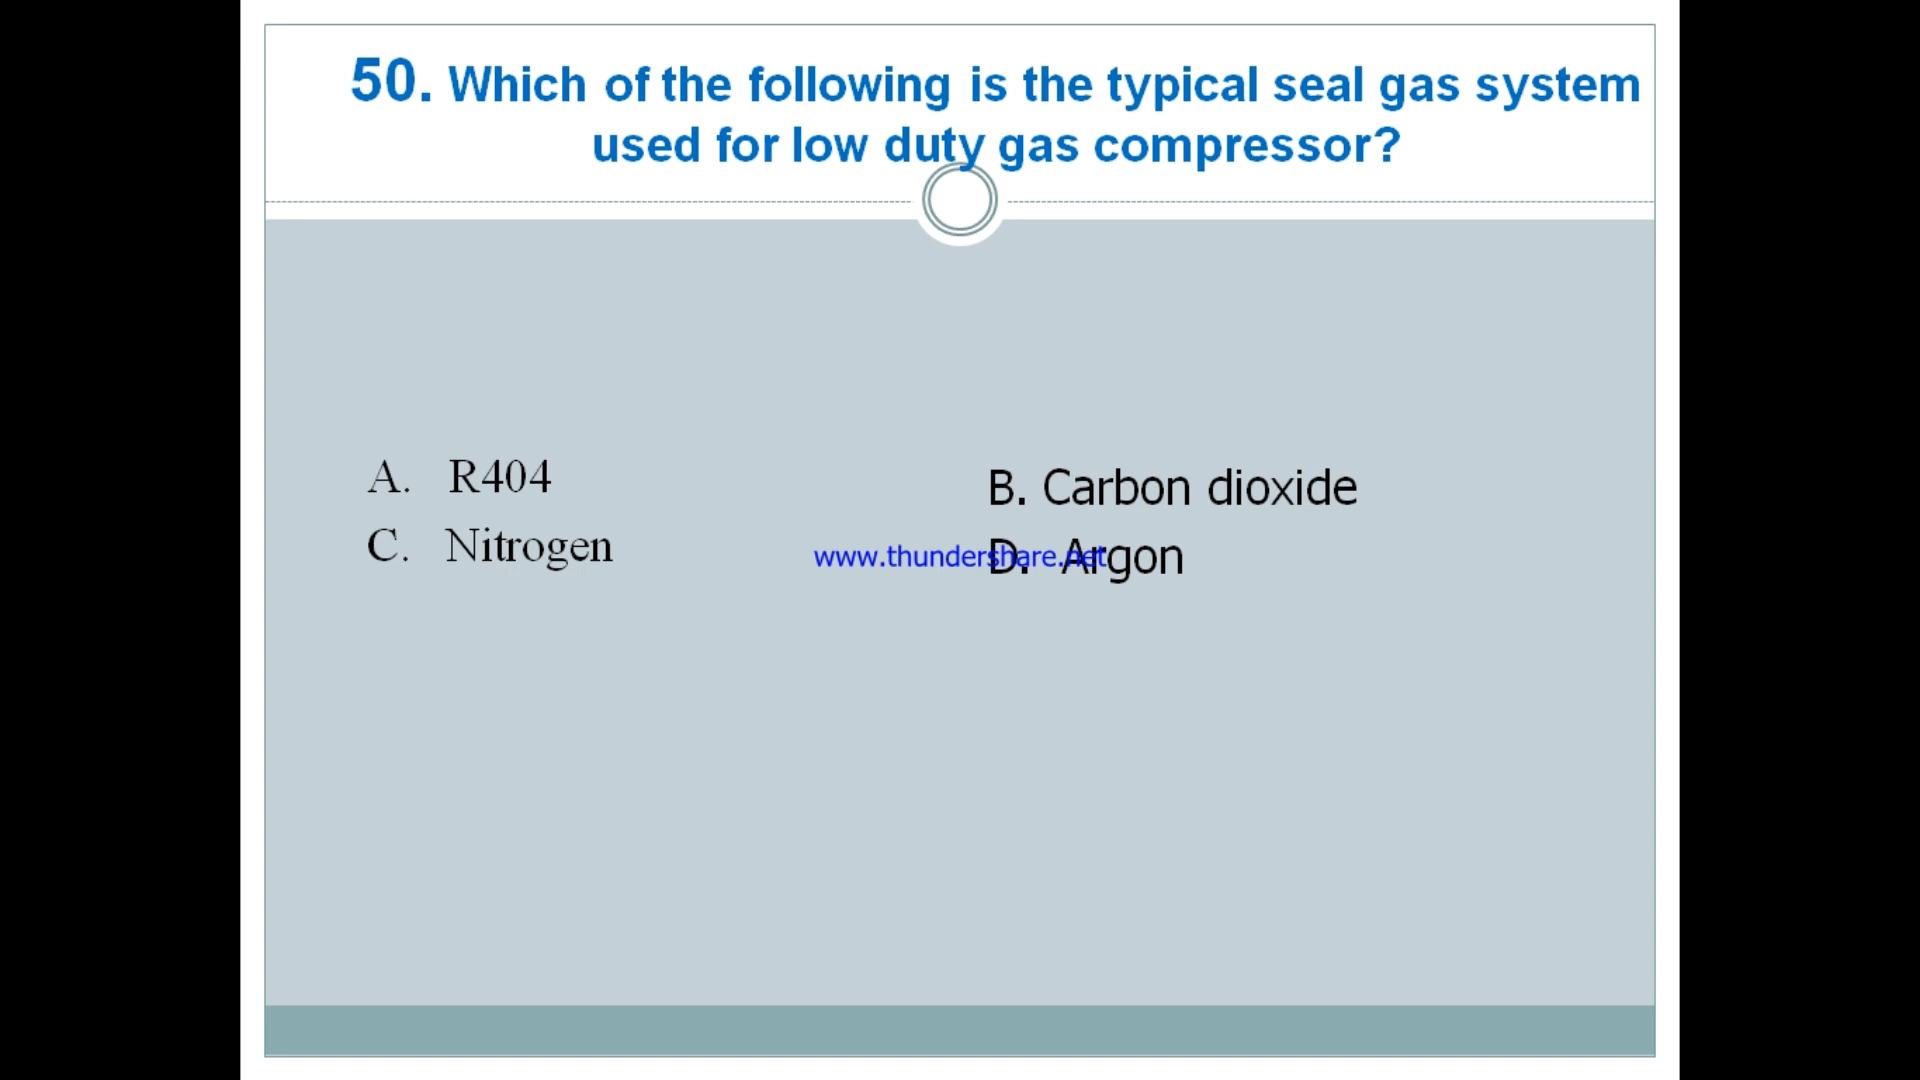 50. Which of the following is the typical seal gas system
used for low duty gas compressor?
A. R404
B. Carbon dioxide
C. Nitrogen
D. Argon
www.thundershare.net